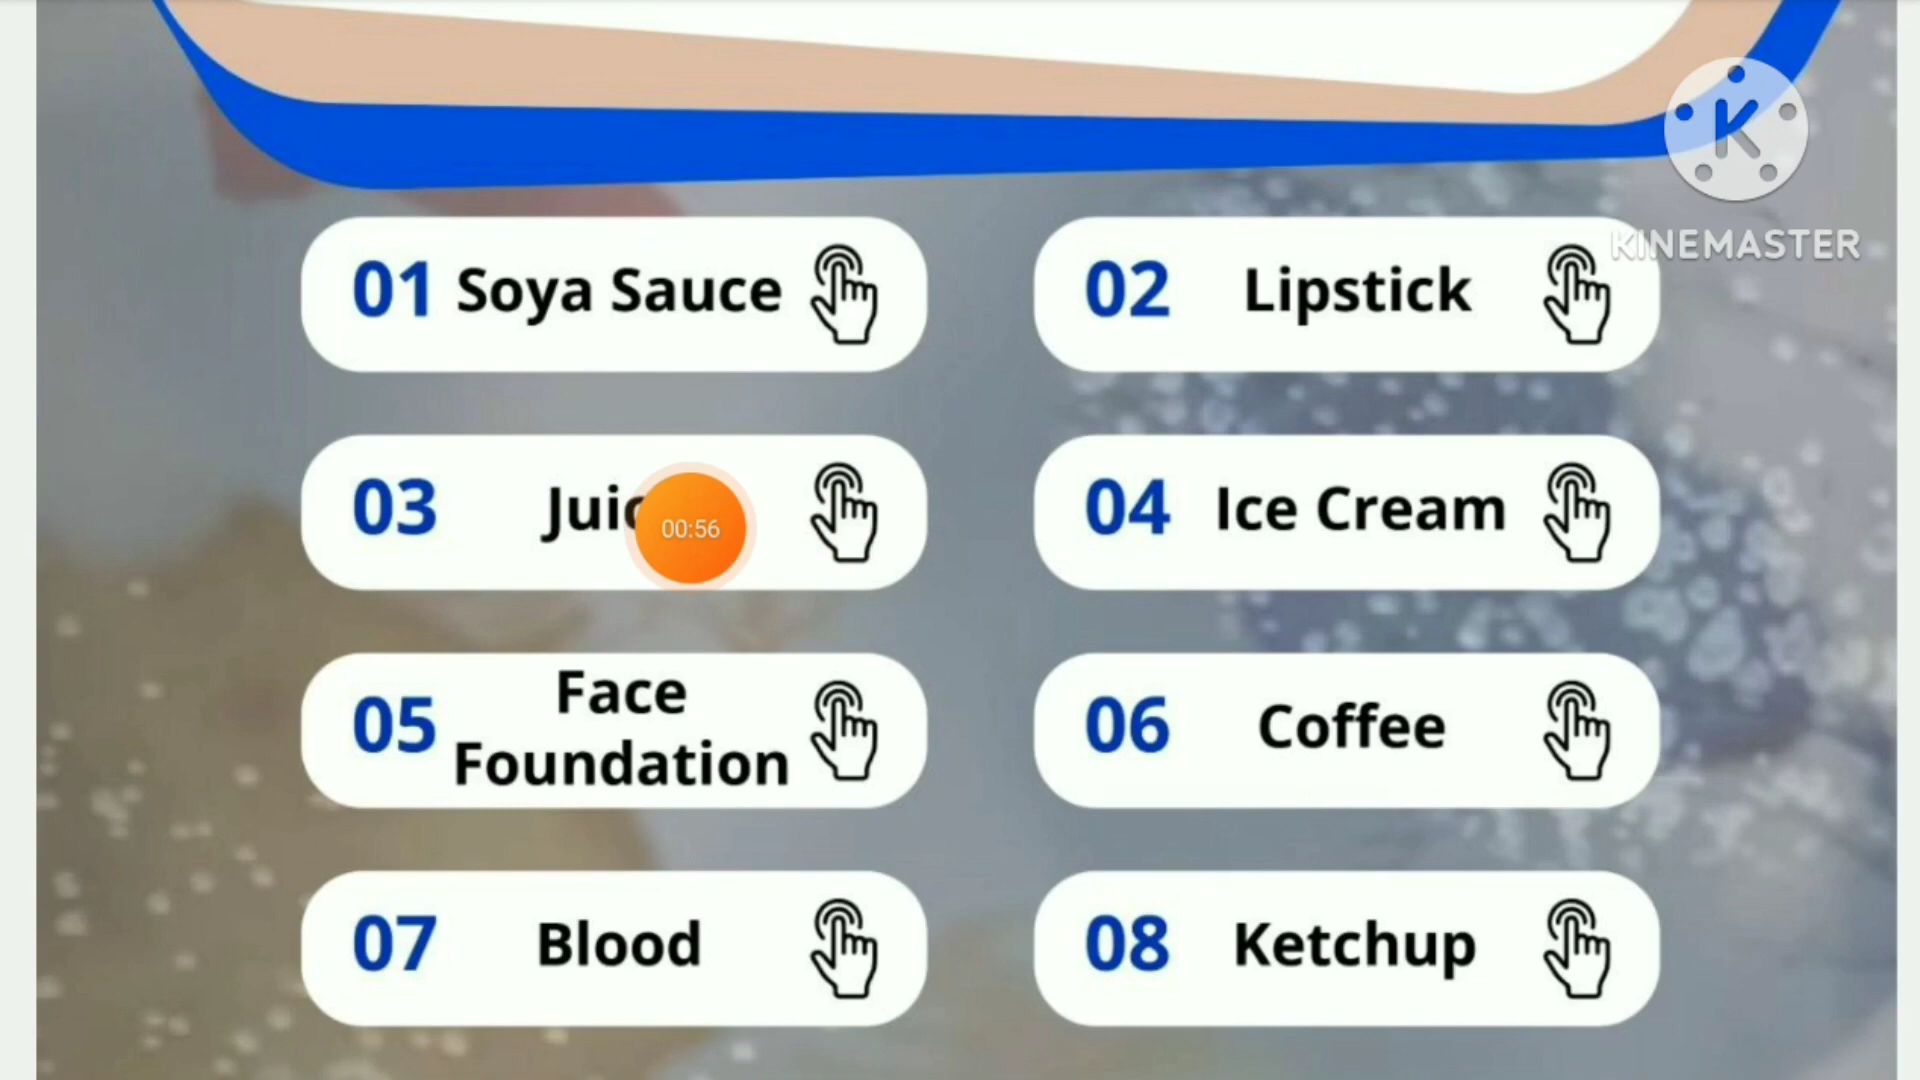 KINEMASTER
01 Soya Sauce
02 Lipstick
03
00:56
04 Ice Cream
05 Face
Foundation
06 Coffee
07 Blood
08 Ketchup